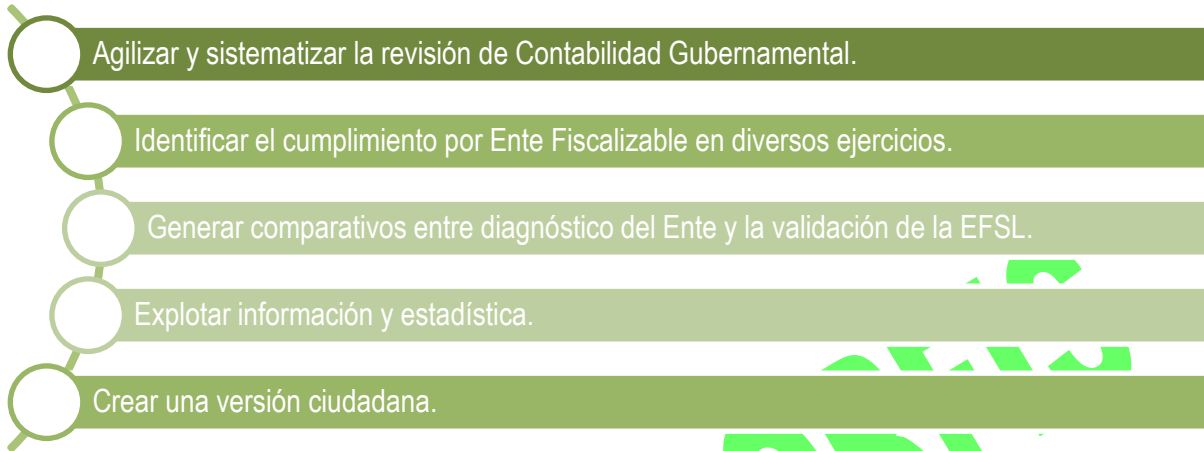 Agilizar y sistematizar la revisión de Contabilidad Gubernamental.
Identificar el cumplimiento por Ente Fiscalizable en diversos ejercicios.
Generar comparativos entre diagnóstico del Ente y la validación de la EFSL.
Explotar información y estadística.
Crear una versión ciudadana.